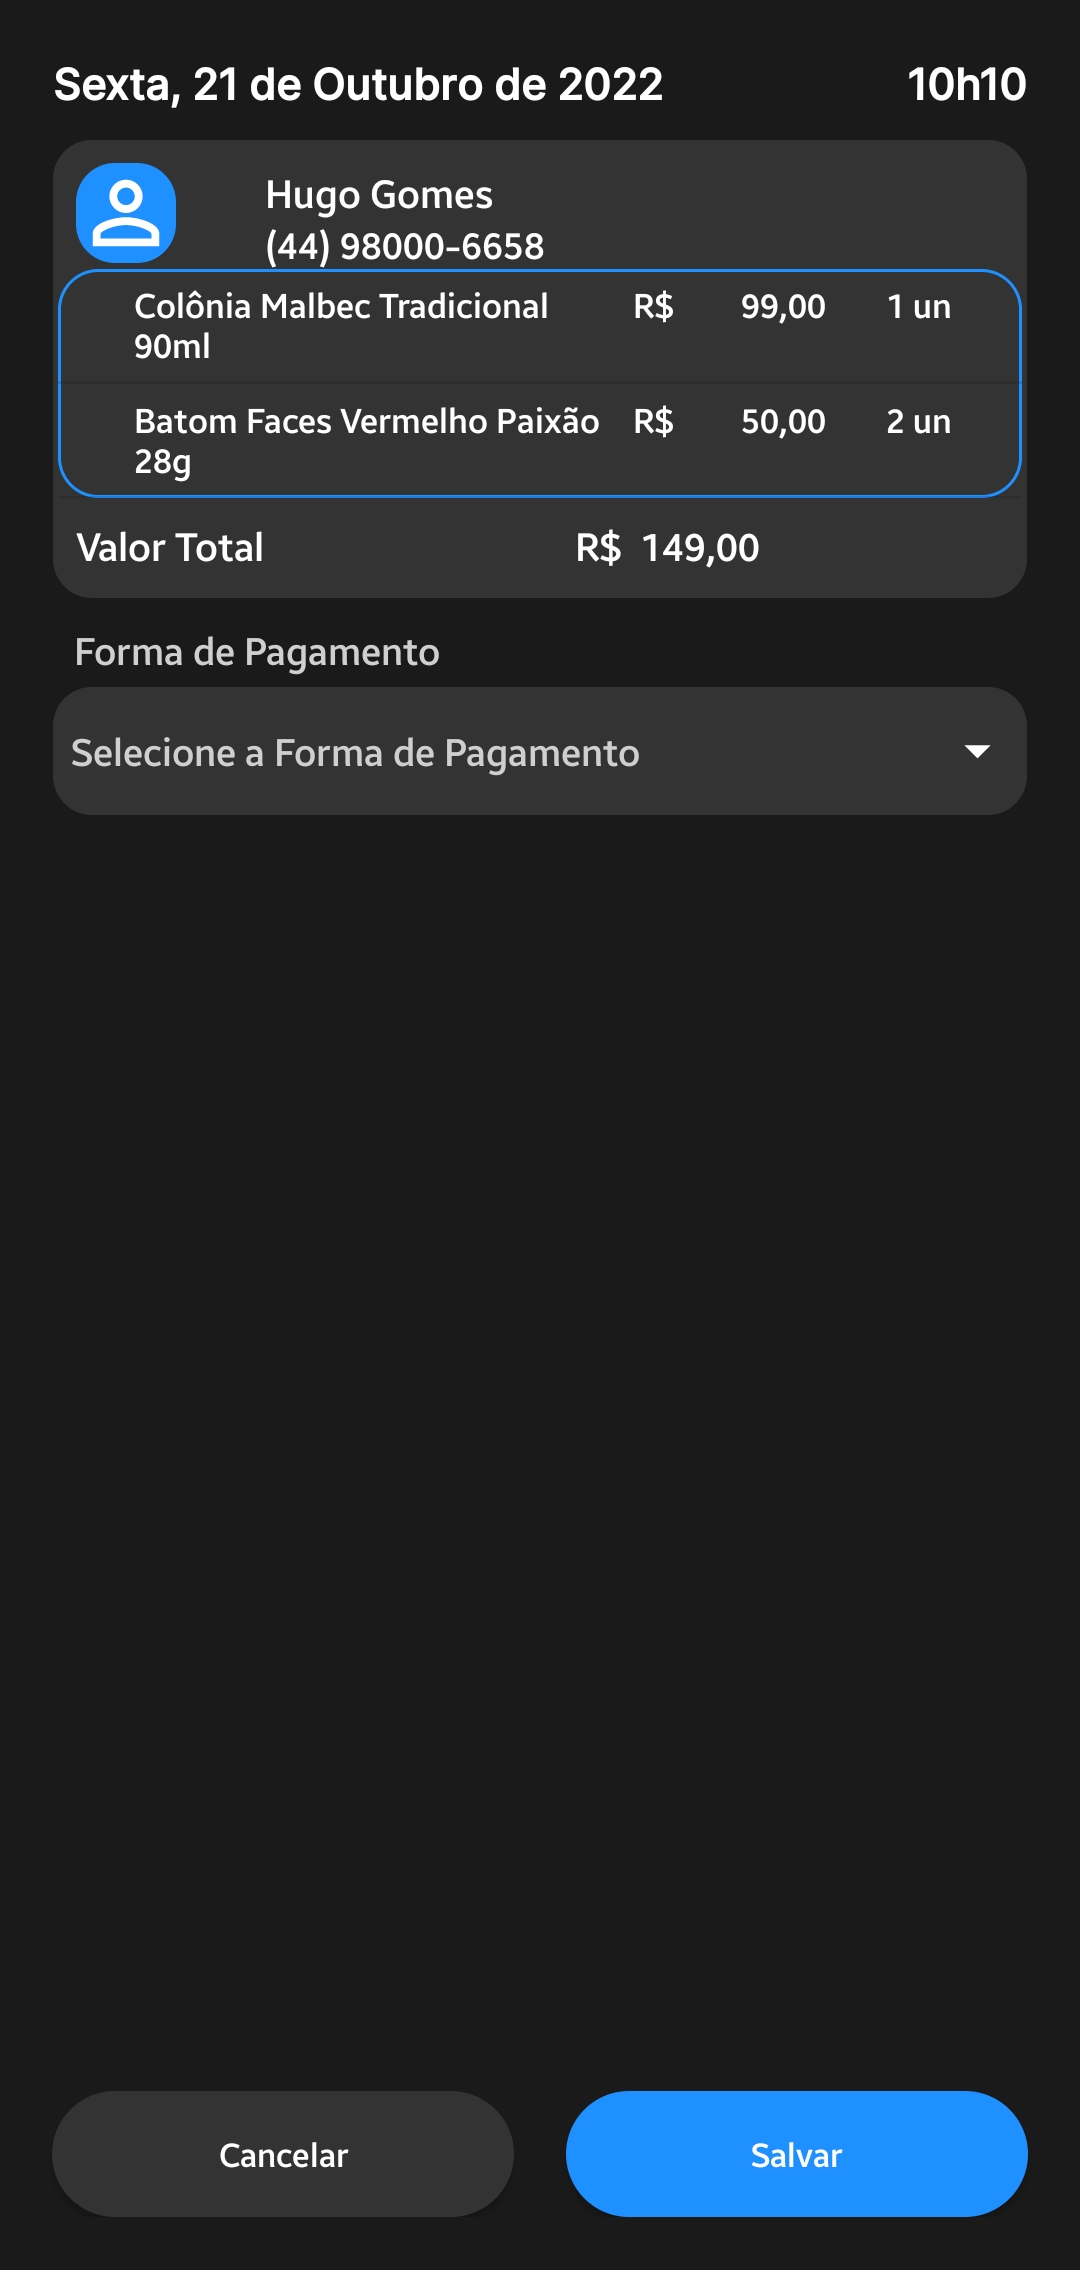 Sexta, 21 de Outubro de 2022 10h10
Hugo Gomes
(44) 98000-6658
Colônia Malbec Tradicional R$ 99,00 1 un
90ml
Batom Faces Vermelho Paixão R$ 50,00 2 un
28g
Valor Total R$ 149,00
Forma de Pagamento
Selecione a Forma de Pagamento
Cancelar Salvar